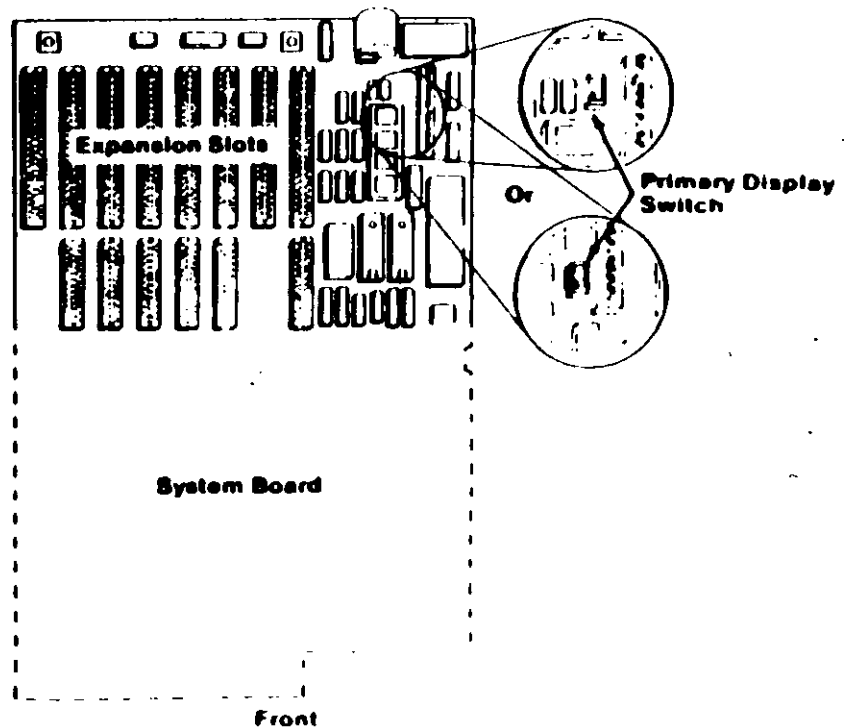 Expansion Slots
Or
Primary Display
Switch
System Board
Front